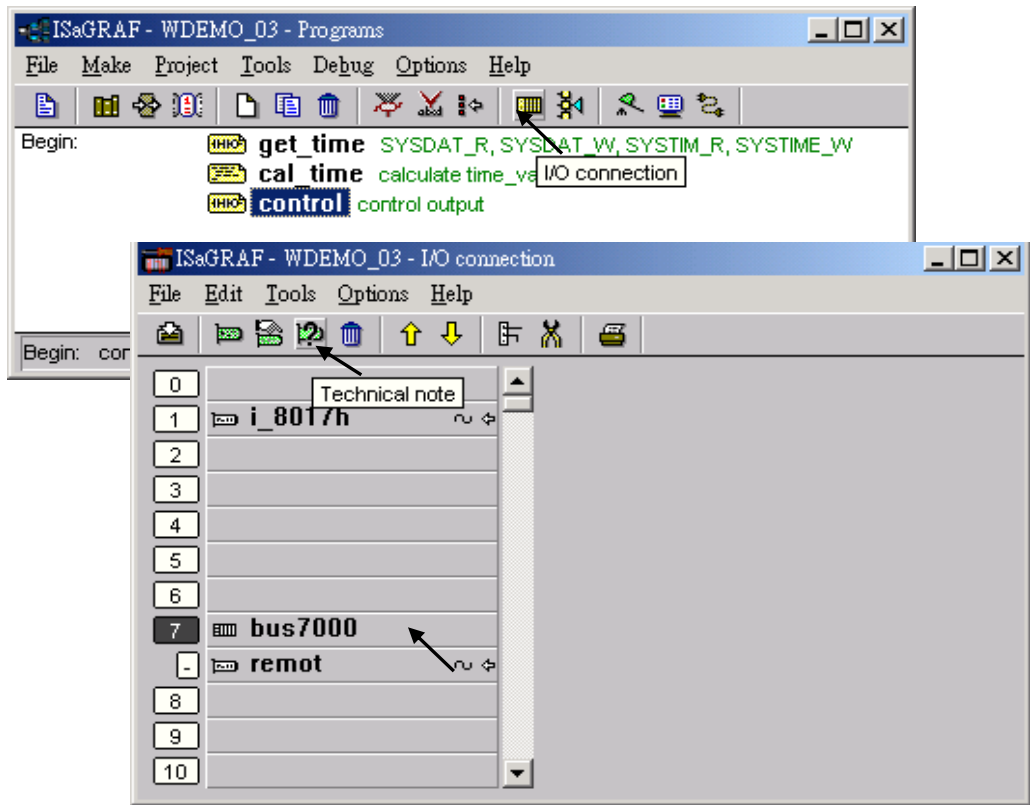 ISaGRAF - WDEMO_03 - Programs
File Make Project Tools Debug Options Help
Begin: get_time SYSDAT_R, SYSDAT_W, SYSTIM_R, SYSTIME_W
cal_time calculate time_va
I/O connection
control control output
Begin: cor
ISaGRAF - WDEMO_03 - I/O connection
File Edit Tools Options Help
Technical note
0
1 i_8017h
2
3
4
5
6
7 bus7000
- remot
8
9
10